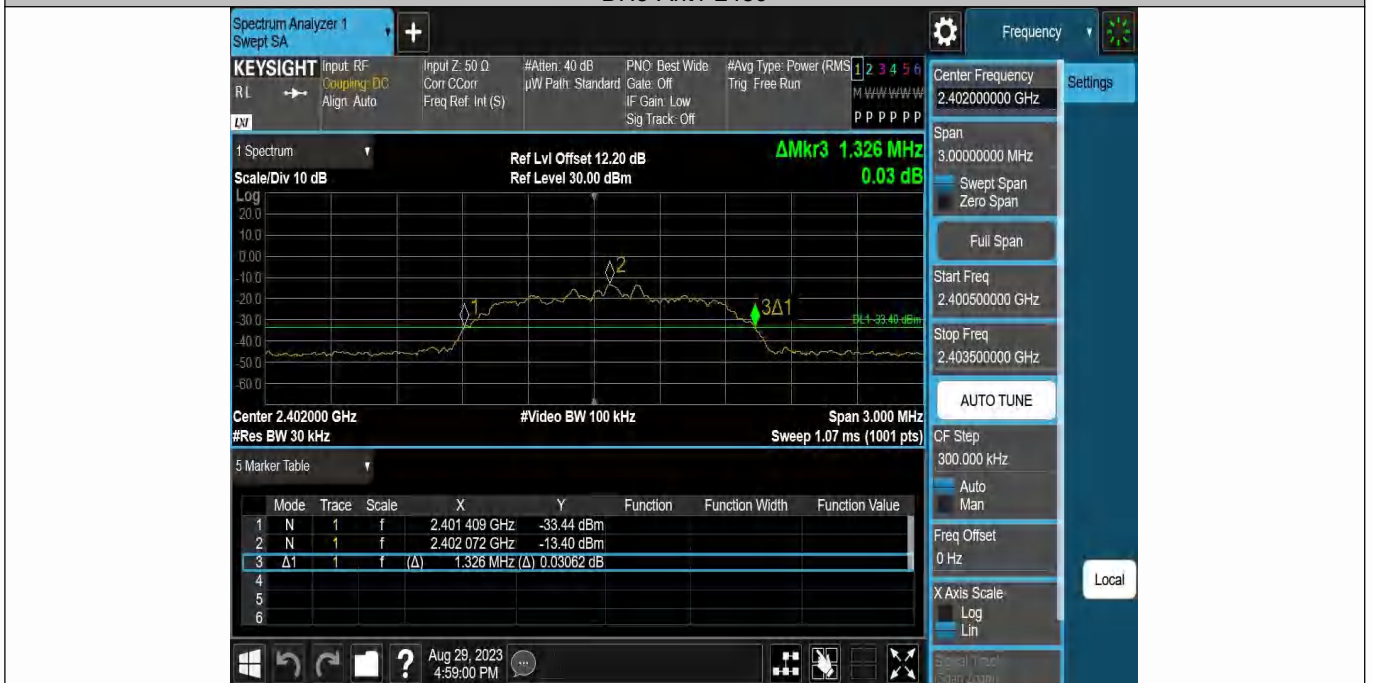 Spectrum Analyzer 1
Swept SA
+
Frequency
KEYSIGHT
RL
LXI
Input: RF
Coupling: DC
Align: Auto
Input Z: 50 Ω
Corr CCorr
Freq Ref: Int (S)
#Atten: 40 dB
µW Path: Standard
PNO: Best Wide
Gate: Off
IF Gain: Low
Sig Track: Off
#Avg Type: Power (RMS
Trig: Free Run
1 2 3 4 5 6
M W W W W W
P P P P P P
Center Frequency
2.402000000 GHz
Settings
Span
3.00000000 MHz
Swept Span
Zero Span
Full Span
Start Freq
2.400500000 GHz
Stop Freq
2.403500000 GHz
AUTO TUNE
CF Step
300.000 kHz
Auto
Man
Freq Offset
0 Hz
X Axis Scale
Log
Lin
Local
1 Spectrum
Scale/Div 10 dB
Ref Lvl Offset 12.20 dB
Ref Level 30.00 dBm
ΔMkr3 1.326 MHz
0.03 dB
Log
20.0
10.0
0.00
-10.0
-20.0
-30.0
-40.0
-50.0
-60.0
1
2
3Δ1
DL1 -33.40 dBm
Center 2.402000 GHz
#Video BW 100 kHz
Span 3.000 MHz
#Res BW 30 kHz
Sweep 1.07 ms (1001 pts)
5 Marker Table
Mode Trace Scale X Y Function Function Width Function Value
1 N 1 f 2.401 409 GHz -33.44 dBm
2 N 1 f 2.402 072 GHz -13.40 dBm
3 Δ1 1 f (Δ) 1.326 MHz (Δ) 0.03062 dB
4
5
6
?
Aug 29, 2023
4:59:00 PM